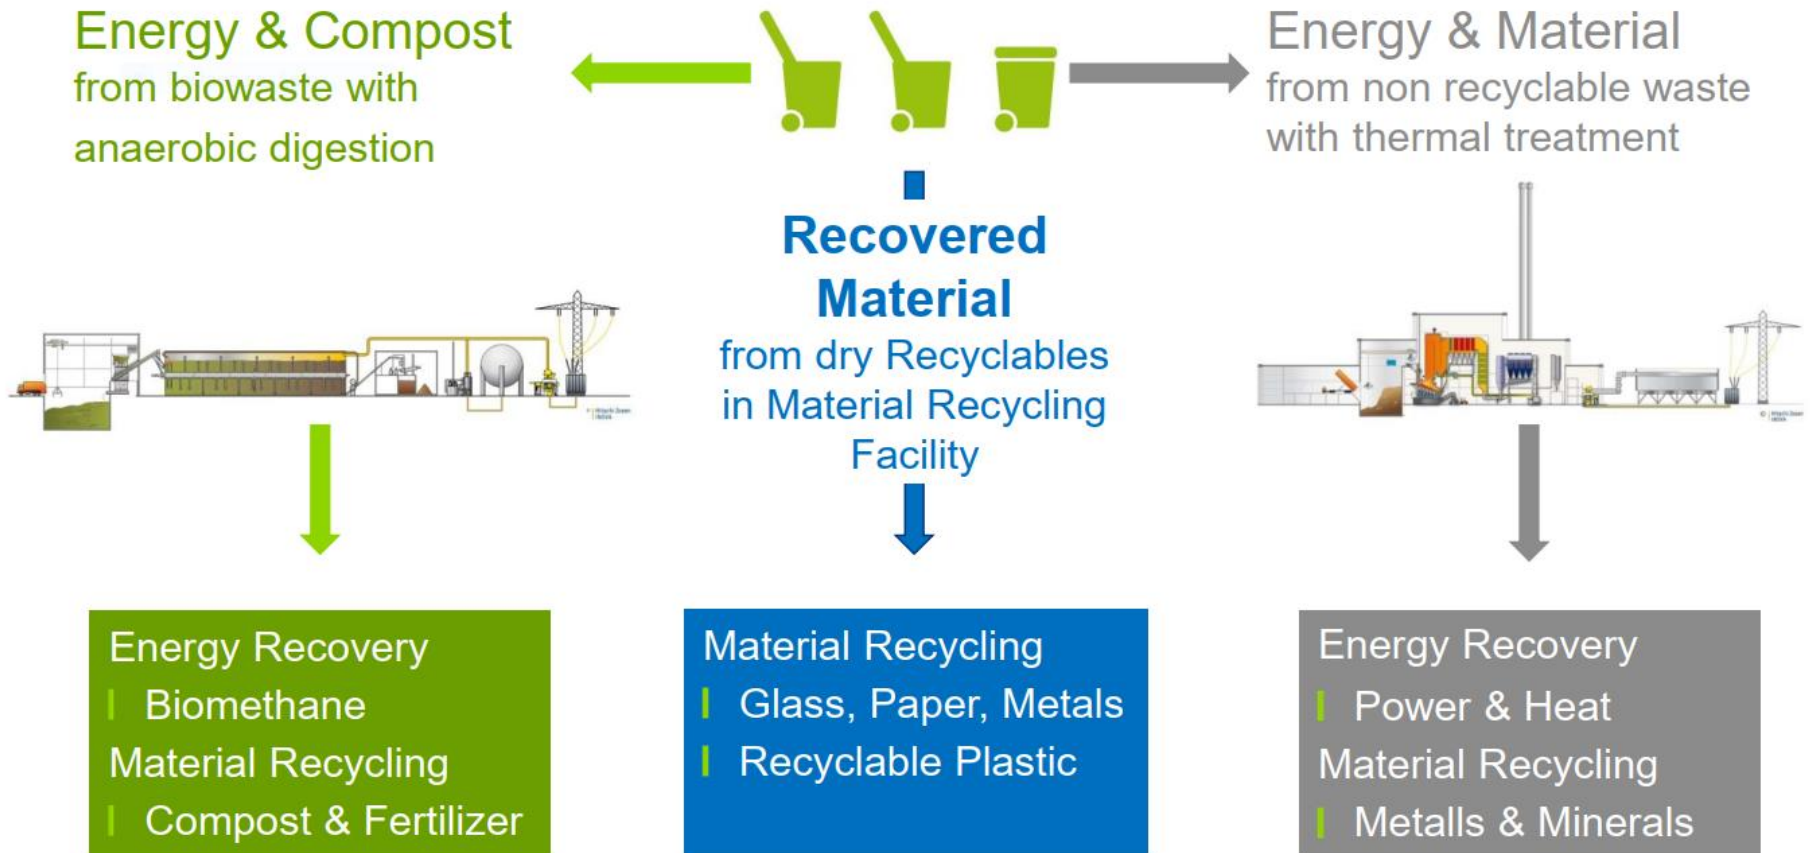 Energy & Compost
from biowaste with
anaerobic digestion
Energy & Material
from non recyclable waste
with thermal treatment
Recovered
Material
from dry Recyclables
in Material Recycling
Facility
Energy Recovery
Biomethane
Material Recycling
Compost & Fertilizer
Material Recycling
Glass, Paper, Metals
Recyclable Plastic
Energy Recovery
Power & Heat
Material Recycling
Metalls & Minerals